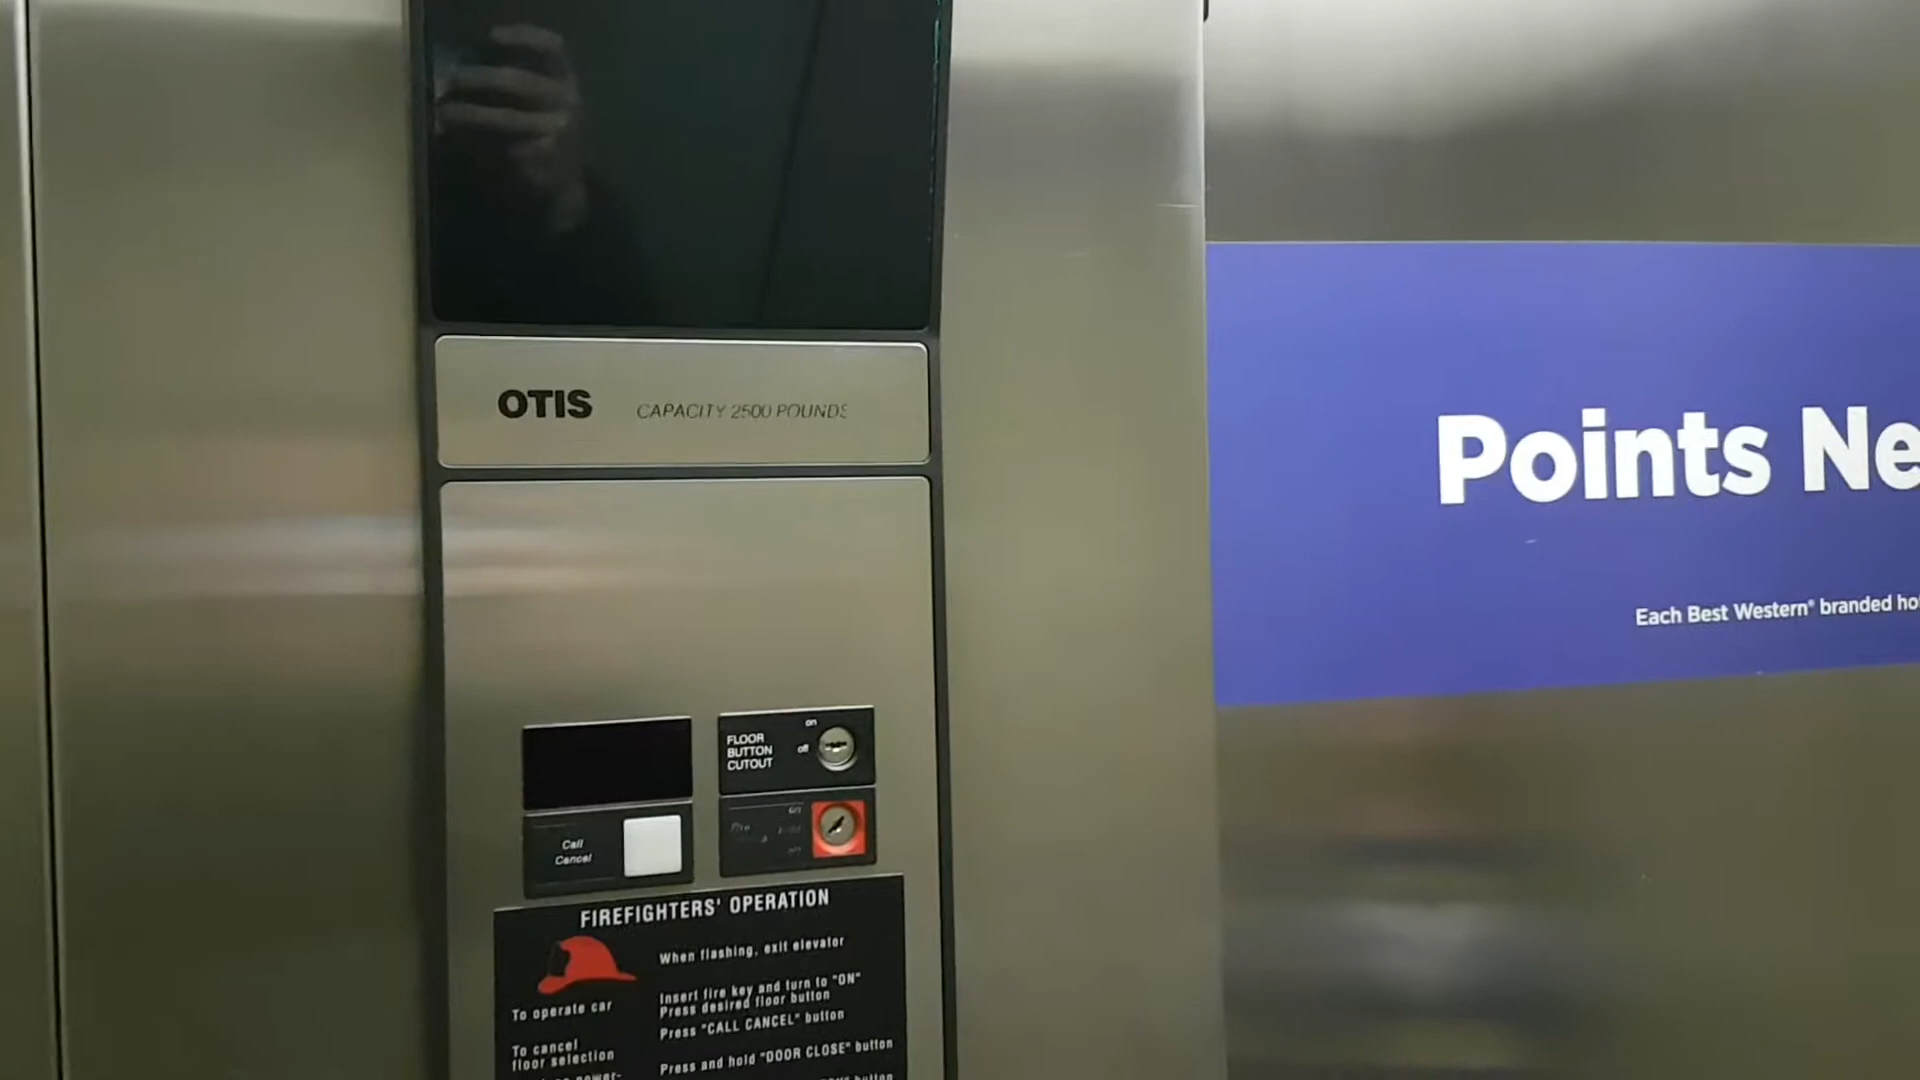 OTIS CAPACITY 2500 POUNDS
Points Ne
Each Best Western® branded ho
on
FLOOR
BUTTON
CUTOUT
off
Call
Cancel
FIREFIGHTERS' OPERATION
When flashing, exit elevator
To operate car
Insert fire key and turn to "ON"
Press desired floor button
To cancel
floor selection
Press "CALL CANCEL" button
Press and hold "DOOR CLOSE" button
power-
button